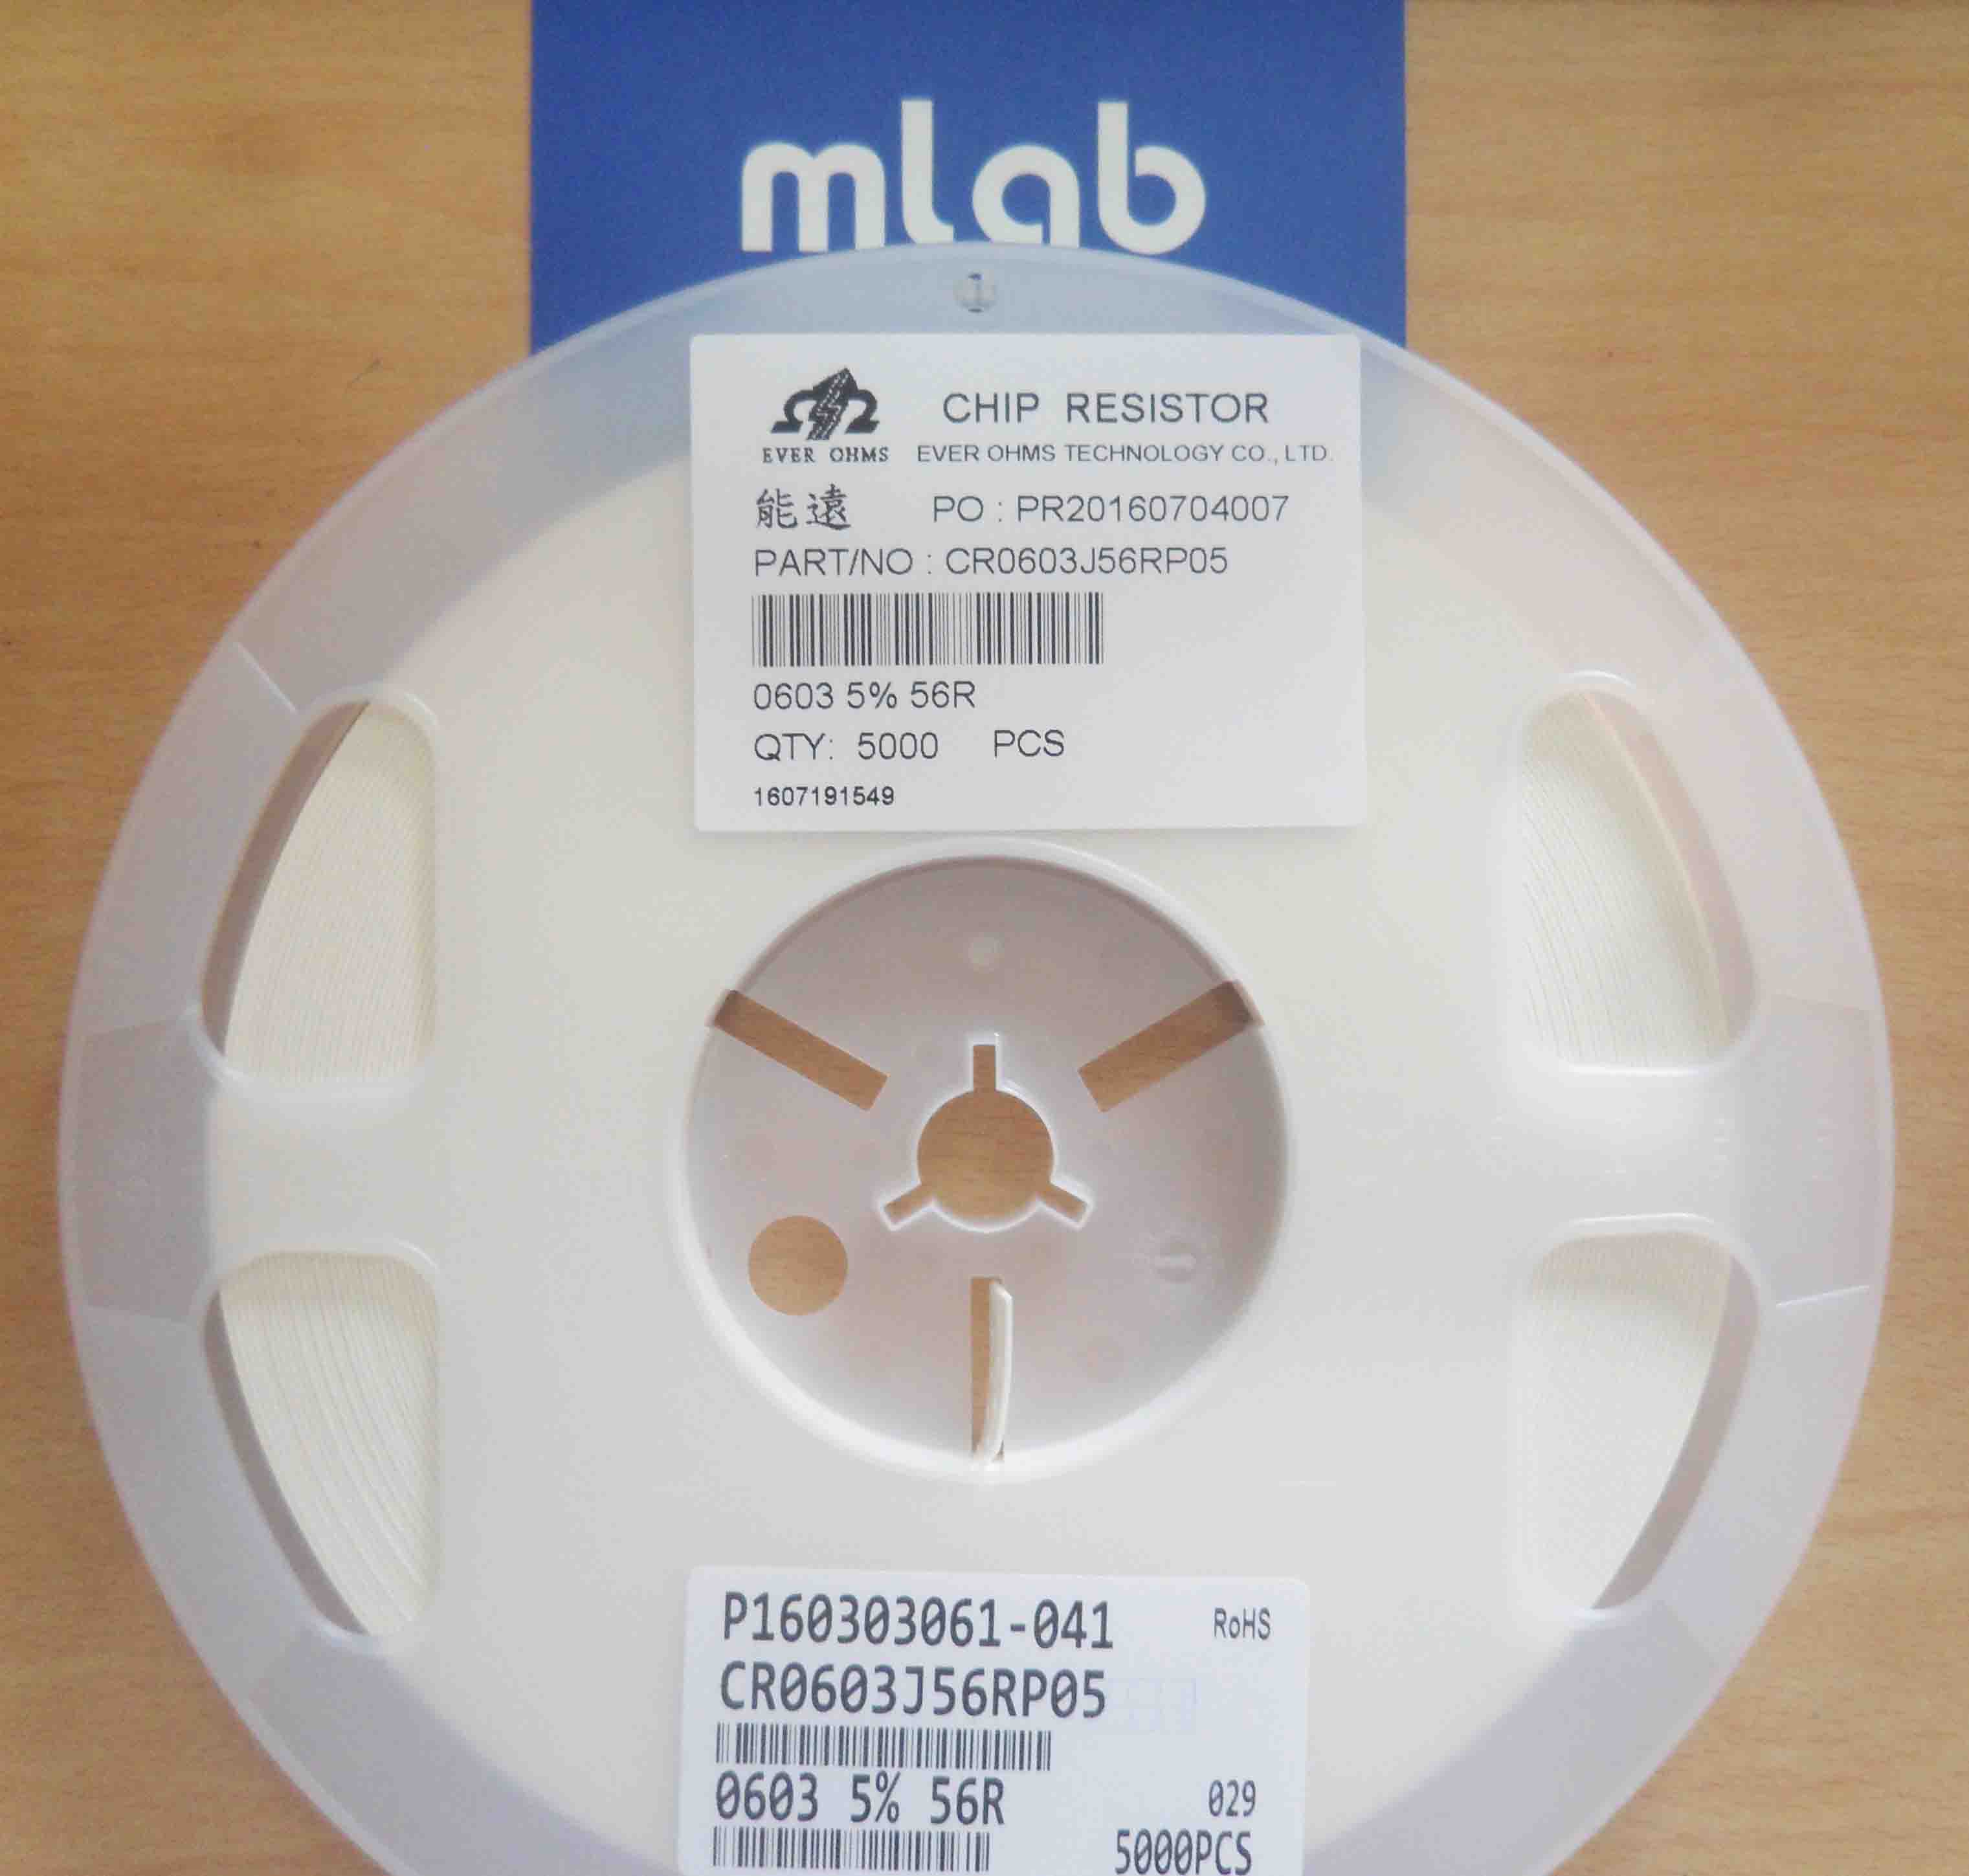 mlab
1
CHIP RESISTOR
EVER OHMS EVER OHMS TECHNOLOGY CO., LTD.
能遠 PO : PR20160704007
PART/NO : CR0603J56RP05
0603 5% 56R
QTY: 5000 PCS
1607191549
P160303061-041 RoHS
CR0603J56RP05
0603 5% 56R 029
5000PCS